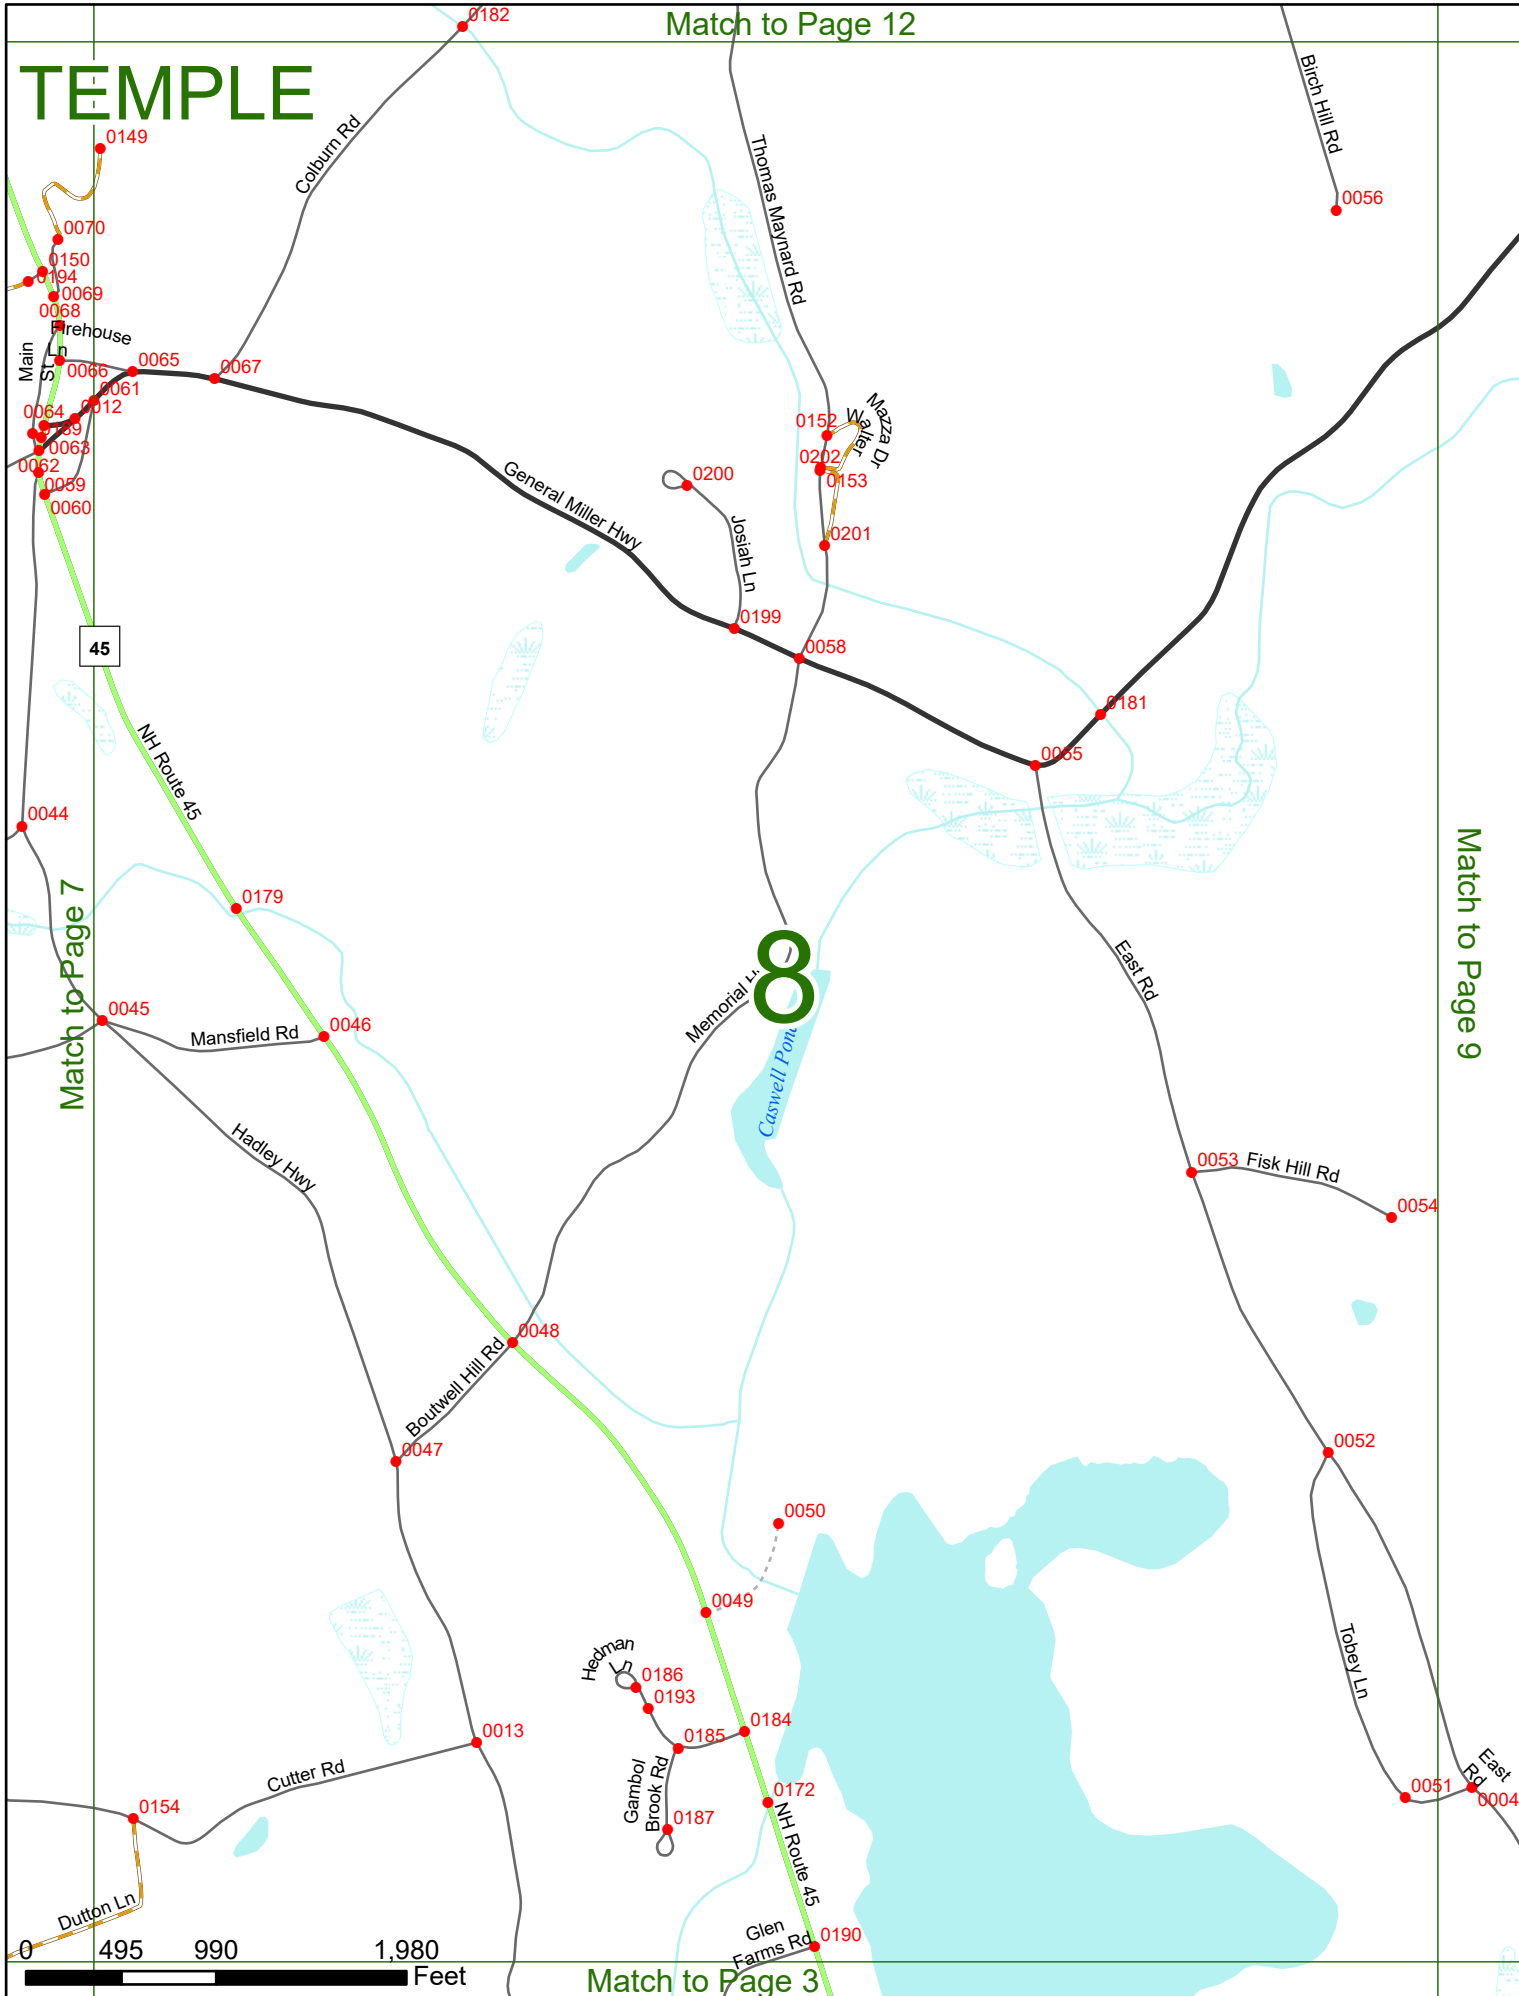 0182
Match to Page 12
TEMPLE
0149
Colburn Rd
Thomas Maynard Rd
Birch Hill Rd
0056
0070
0150
0194
0069
0068
Firehouse
Ln
Main
St
0066
0065
0067
0061
0012
0064
0189
0063
0062
0059
0060
General Miller Hwy
0200
Josiah Ln
0152
Walter
Mazza Dr
0202
0153
0201
0199
0058
45
0181
0055
NH Route 45
0044
0179
Match to Page 7
Match to Page 9
8
East Rd
0045
Mansfield Rd
0046
Memorial
Caswell Pond
Hadley Hwy
0053
Fisk Hill Rd
0054
0048
Boutwell Hill Rd
0047
0052
0050
0049
Hedman
Ln
0186
0193
Tobey Ln
0013
0185
0184
Cutter Rd
Gambol
Brook Rd
0172
0187
East
Rd
0051
0004
0154
NH Route 45
Dutton Ln
Glen
Farms Rd
0190
0 495 990 1,980
Feet
Match to Page 3